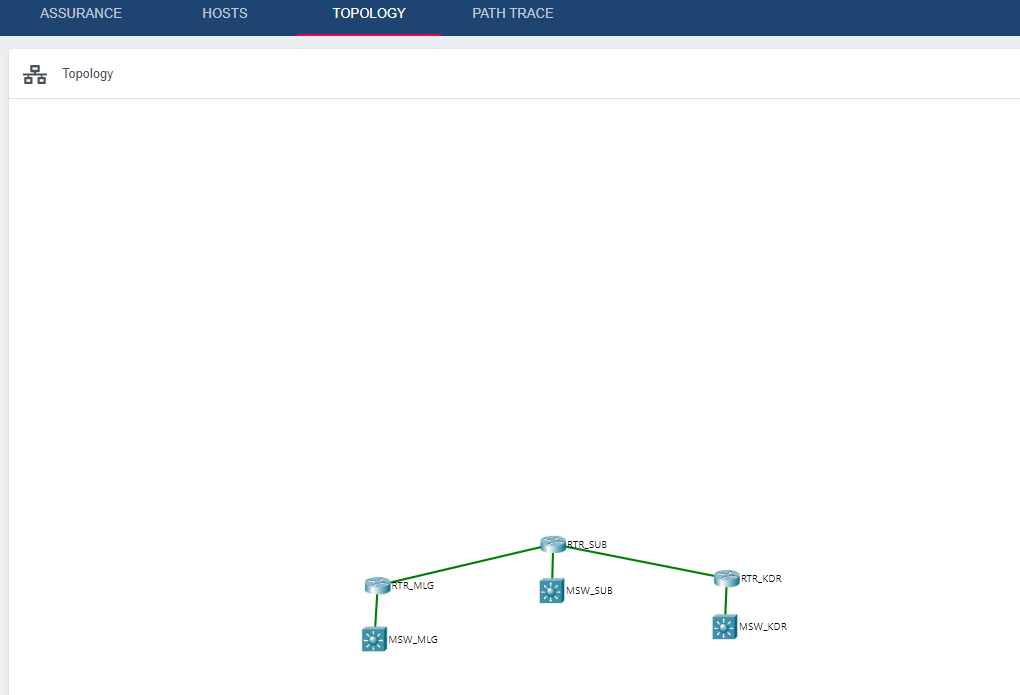 ASSURANCE HOSTS TOPOLOGY PATH TRACE
Topology
RTR_SUB
RTR_KDR
RTR_MLG
MSW_SUB
MSW_KDR
MSW_MLG